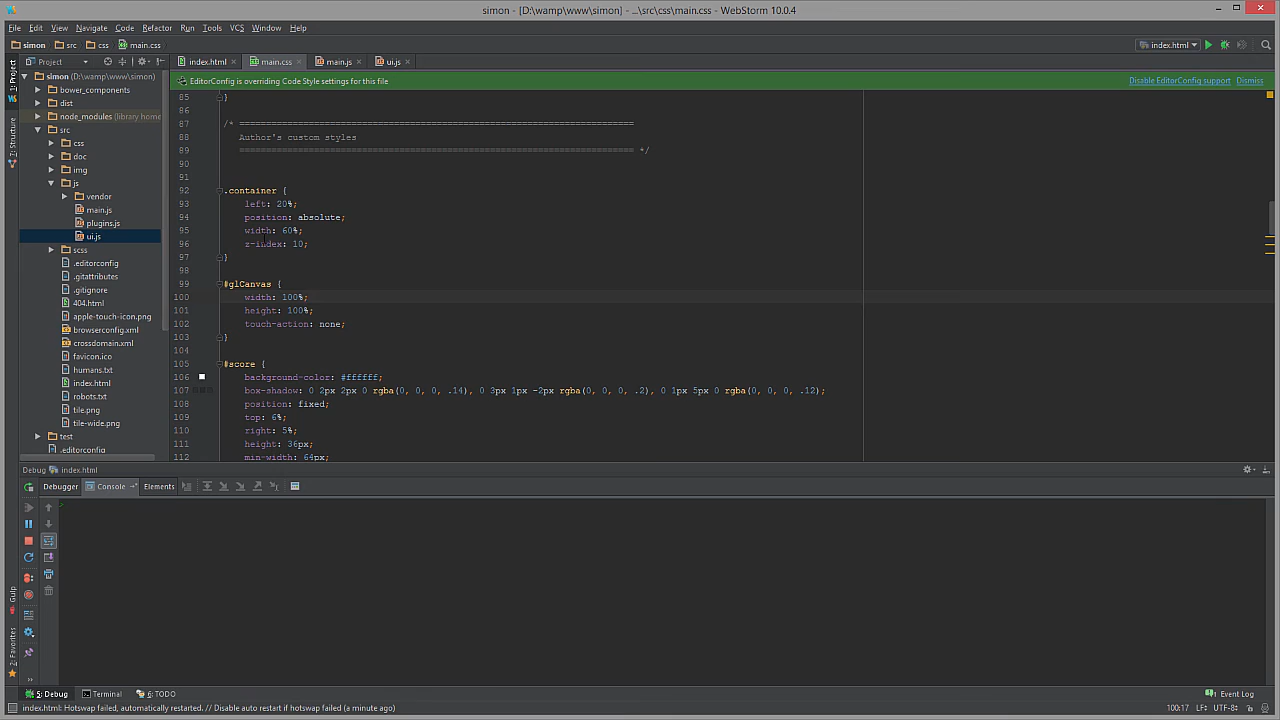 simon - [D:\wamp\www\simon] - ...\src\css\main.css - WebStorm 10.0.4
File Edit View Navigate Code Refactor Run Tools VCS Window Help
simon src css main.css index.html
Project index.html main.css main.js ui.js
1: Project
7: Structure
Gulp
2: Favorites
EditorConfig is overriding Code Style settings for this file Disable EditorConfig support Dismiss
simon (D:\wamp\www\simon)
bower_components
dist
node_modules (library home
src
css
doc
img
js
vendor
main.js
plugins.js
ui.js
scss
.editorconfig
.gitattributes
.gitignore
404.html
apple-touch-icon.png
browserconfig.xml
crossdomain.xml
favicon.ico
humans.txt
index.html
robots.txt
tile.png
tile-wide.png
test
.editorconfig
85 }
86
87 /* ==========================================================================
88 Author's custom styles
89 ========================================================================== */
90
91
92 .container {
93 left: 20%;
94 position: absolute;
95 width: 60%;
96 z-index: 10;
97 }
98
99 #glCanvas {
100 width: 100%;
101 height: 100%;
102 touch-action: none;
103 }
104
105 #score {
106 background-color: #ffffff;
107 box-shadow: 0 2px 2px 0 rgba(0, 0, 0, .14), 0 3px 1px -2px rgba(0, 0, 0, .2), 0 1px 5px 0 rgba(0, 0, 0, .12);
108 position: fixed;
109 top: 6%;
110 right: 5%;
111 height: 36px;
112 min-width: 64px;
Debug index.html
Debugger Console Elements
>
5: Debug Terminal 6: TODO Event Log
index.html: Hotswap failed, automatically restarted. // Disable auto restart if hotswap failed (a minute ago) 100:17 LF÷ UTF-8÷